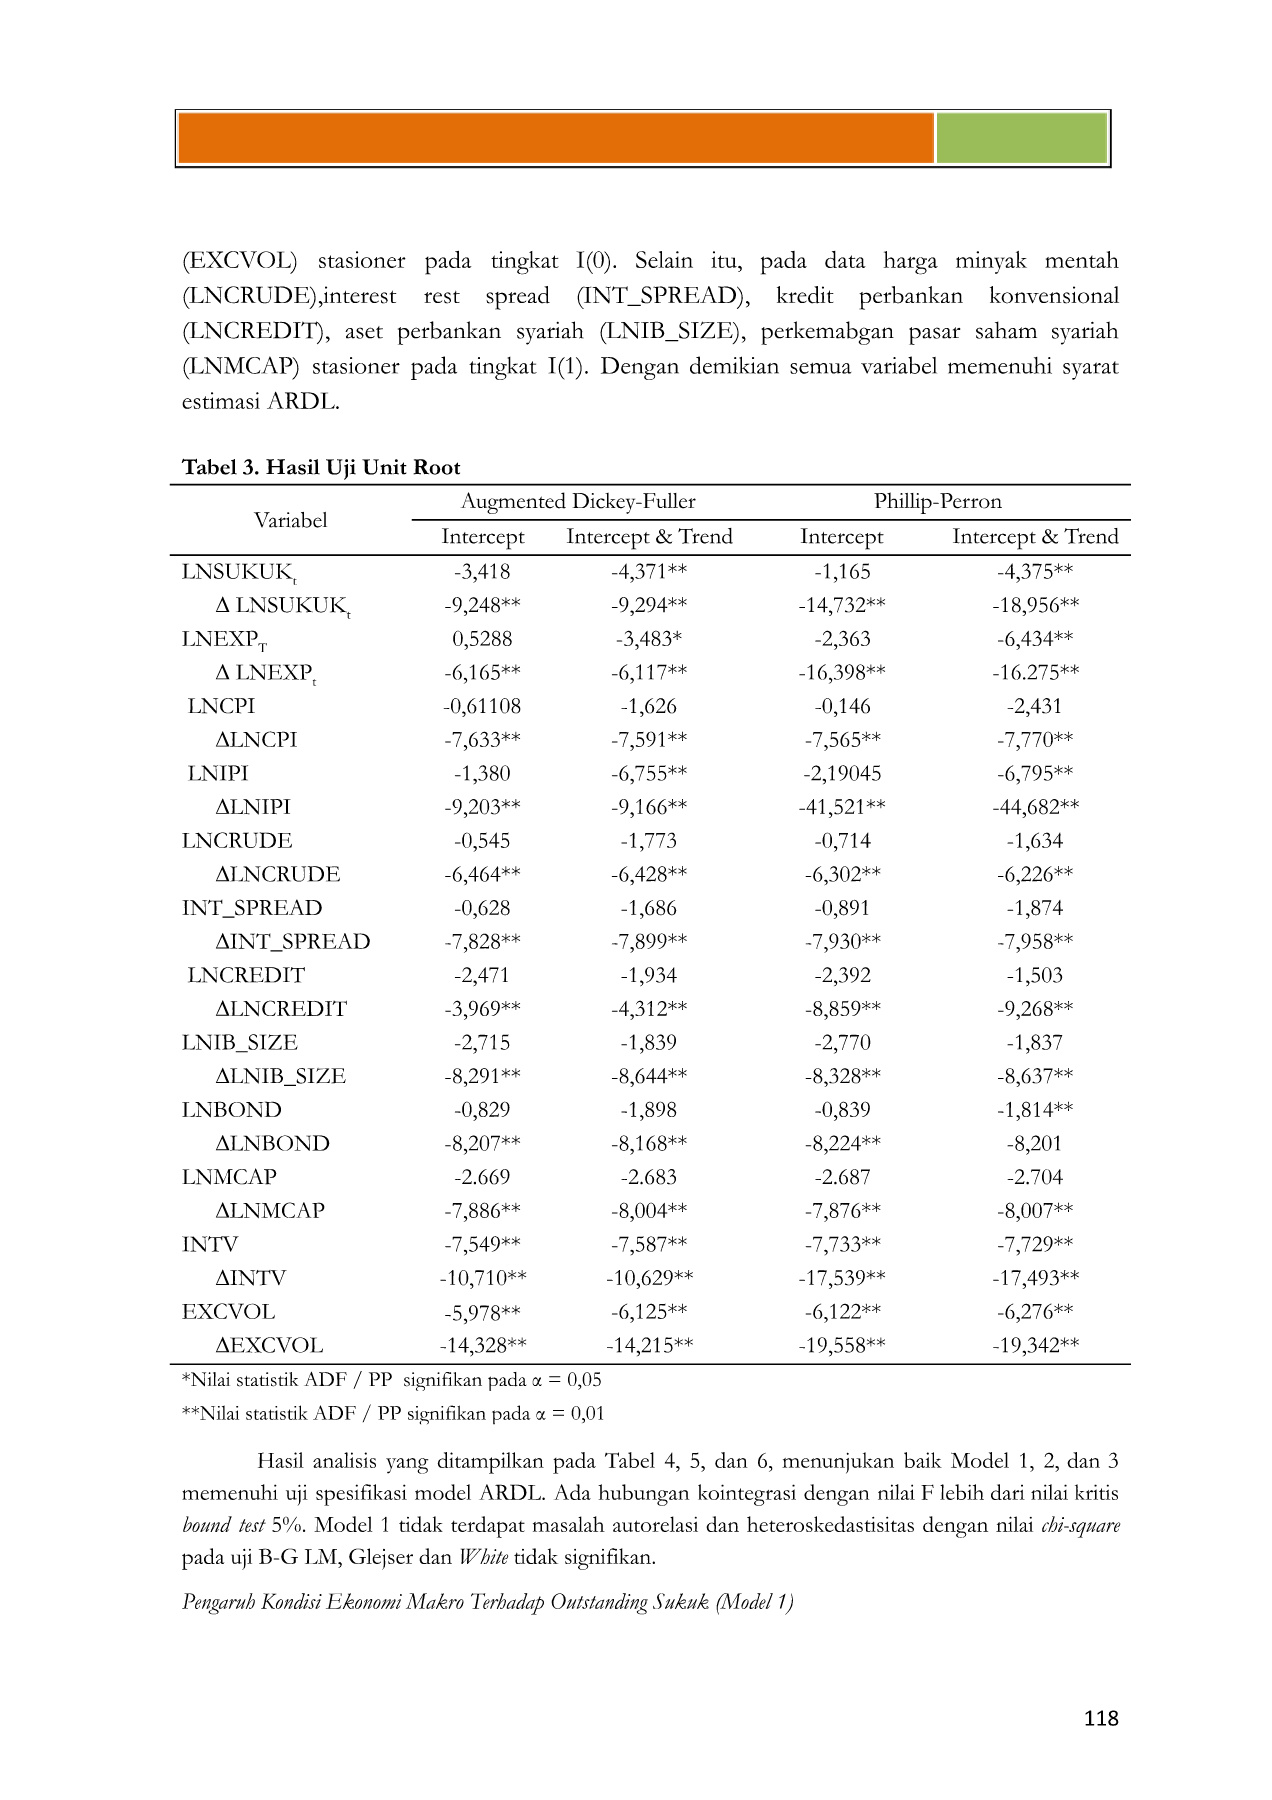 (EXCVOL) stasioner pada tingkat I(0). Selain itu, pada data harga minyak mentah
(LNCRUDE),interest rest spread (INT_SPREAD), kredit perbankan konvensional
(LNCREDIT), aset perbankan syariah (LNIB_SIZE), perkemabgan pasar saham syariah
(LNMCAP) stasioner pada tingkat I(1). Dengan demikian semua variabel memenuhi syarat
estimasi ARDL.
Tabel 3. Hasil Uji Unit Root
Variabel Augmented Dickey-Fuller Phillip-Perron
Intercept Intercept & Trend Intercept Intercept & Trend
LNSUKUKt -3,418 -4,371** -1,165 -4,375**
Δ LNSUKUKt -9,248** -9,294** -14,732** -18,956**
LNEXPT 0,5288 -3,483* -2,363 -6,434**
Δ LNEXPt -6,165** -6,117** -16,398** -16.275**
LNCPI -0,61108 -1,626 -0,146 -2,431
ΔLNCPI -7,633** -7,591** -7,565** -7,770**
LNIPI -1,380 -6,755** -2,19045 -6,795**
ΔLNIPI -9,203** -9,166** -41,521** -44,682**
LNCRUDE -0,545 -1,773 -0,714 -1,634
ΔLNCRUDE -6,464** -6,428** -6,302** -6,226**
INT_SPREAD -0,628 -1,686 -0,891 -1,874
ΔINT_SPREAD -7,828** -7,899** -7,930** -7,958**
LNCREDIT -2,471 -1,934 -2,392 -1,503
ΔLNCREDIT -3,969** -4,312** -8,859** -9,268**
LNIB_SIZE -2,715 -1,839 -2,770 -1,837
ΔLNIB_SIZE -8,291** -8,644** -8,328** -8,637**
LNBOND -0,829 -1,898 -0,839 -1,814**
ΔLNBOND -8,207** -8,168** -8,224** -8,201
LNMCAP -2.669 -2.683 -2.687 -2.704
ΔLNMCAP -7,886** -8,004** -7,876** -8,007**
INTV -7,549** -7,587** -7,733** -7,729**
ΔINTV -10,710** -10,629** -17,539** -17,493**
EXCVOL -5,978** -6,125** -6,122** -6,276**
ΔEXCVOL -14,328** -14,215** -19,558** -19,342**
*Nilai statistik ADF / PP signifikan pada α = 0,05
**Nilai statistik ADF / PP signifikan pada α = 0,01
Hasil analisis yang ditampilkan pada Tabel 4, 5, dan 6, menunjukan baik Model 1, 2, dan 3
memenuhi uji spesifikasi model ARDL. Ada hubungan kointegrasi dengan nilai F lebih dari nilai kritis
bound test 5%. Model 1 tidak terdapat masalah autorelasi dan heteroskedastisitas dengan nilai chi-square
pada uji B-G LM, Glejser dan White tidak signifikan.
Pengaruh Kondisi Ekonomi Makro Terhadap Outstanding Sukuk (Model 1)
118